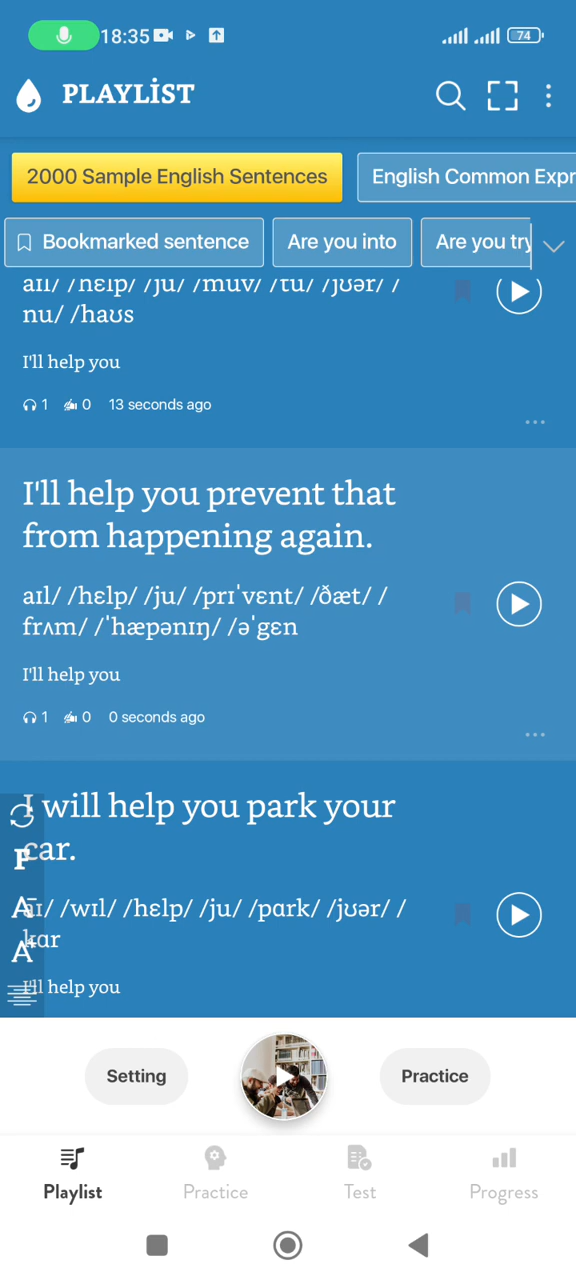 18:35
74
PLAYLİST
2000 Sample English Sentences
English Common Expr
Bookmarked sentence
Are you into
Are you try
aɪl/ /hɛlp/ /ju/ /muv/ /tu/ /jʊər/ /
nu/ /haʊs
I'll help you
1 0 13 seconds ago
I'll help you prevent that
from happening again.
aɪl/ /hɛlp/ /ju/ /prɪˈvɛnt/ /ðæt/ /
frʌm/ /ˈhæpənɪŋ/ /əˈgɛn
I'll help you
1 0 0 seconds ago
I will help you park your
car.
aɪ/ /wɪl/ /hɛlp/ /ju/ /pɑrk/ /jʊər/ /
kɑr
I'll help you
P
A-
A+
Setting
Practice
Playlist
Practice
Test
Progress